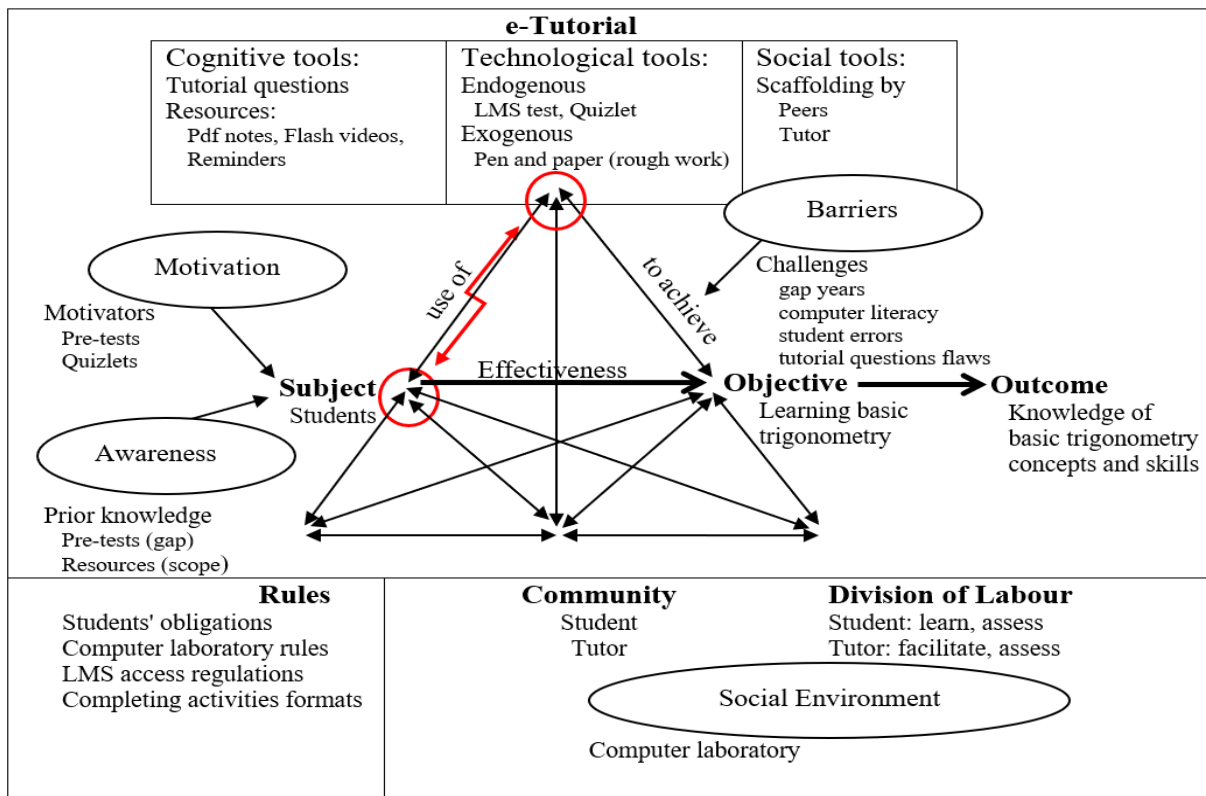 e-Tutorial
Cognitive tools:
Tutorial questions
Resources:
Pdf notes, Flash videos,
Reminders
Technological tools:
Endogenous
LMS test, Quizlet
Exogenous
Pen and paper (rough work)
Social tools:
Scaffolding by
Peers
Tutor
Barriers
Challenges
gap years
computer literacy
student errors
tutorial questions flaws
Motivation
Motivators
Pre-tests
Quizlets
use of
to achieve
Effectiveness
Subject
Students
Objective
Learning basic
trigonometry
Outcome
Knowledge of
basic trigonometry
concepts and skills
Awareness
Prior knowledge
Pre-tests (gap)
Resources (scope)
Rules
Students' obligations
Computer laboratory rules
LMS access regulations
Completing activities formats
Community
Student
Tutor
Division of Labour
Student: learn, assess
Tutor: facilitate, assess
Social Environment
Computer laboratory